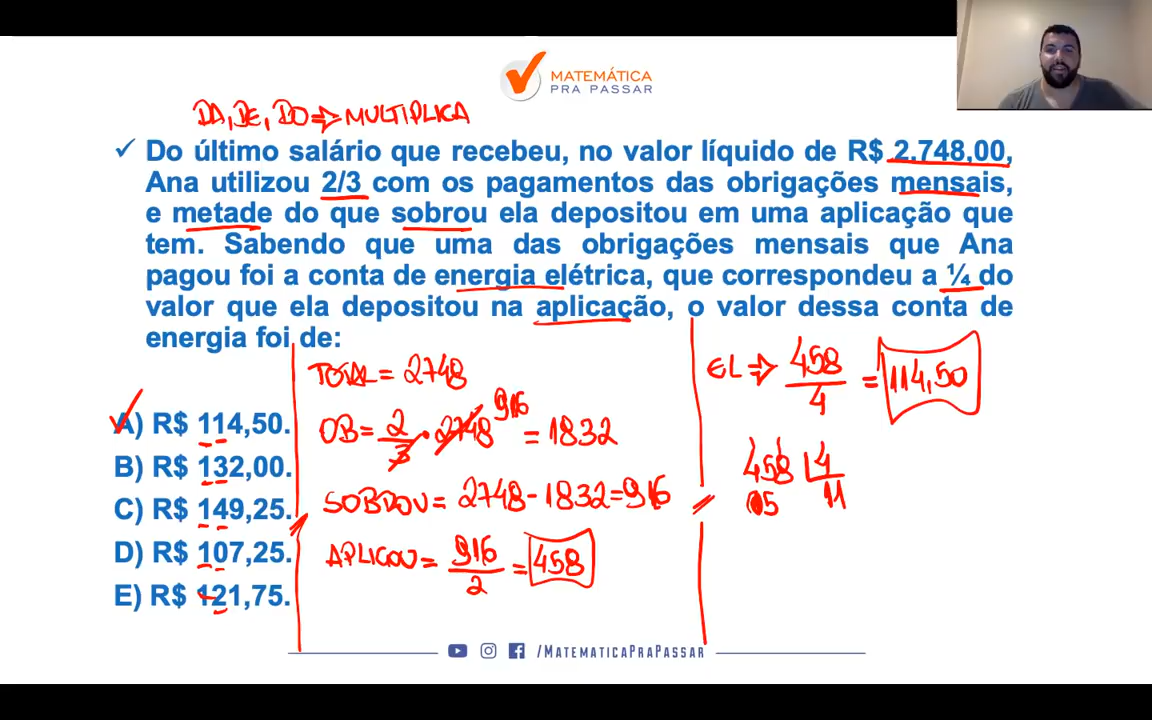 MATEMÁTICA
PRA PASSAR
DA, DE, DO ⇒ MULTIPLICA
✓ Do último salário que recebeu, no valor líquido de R$ 2.748,00,
Ana utilizou 2/3 com os pagamentos das obrigações mensais,
e metade do que sobrou ela depositou em uma aplicação que
tem. Sabendo que uma das obrigações mensais que Ana
pagou foi a conta de energia elétrica, que correspondeu a ¼ do
valor que ela depositou na aplicação, o valor dessa conta de
energia foi de:
A) R$ 114,50.
B) R$ 132,00.
C) R$ 149,25.
D) R$ 107,25.
E) R$ 121,75.
TOTAL = 2748
OB = 2/3 · 2748 916 = 1832
SOBROU = 2748 - 1832 = 916
APLICOU = 916/2 = 458
EL ⇒ 458/4 = 114,50
458 4
05 11
/MATEMATICAPRAPASSAR